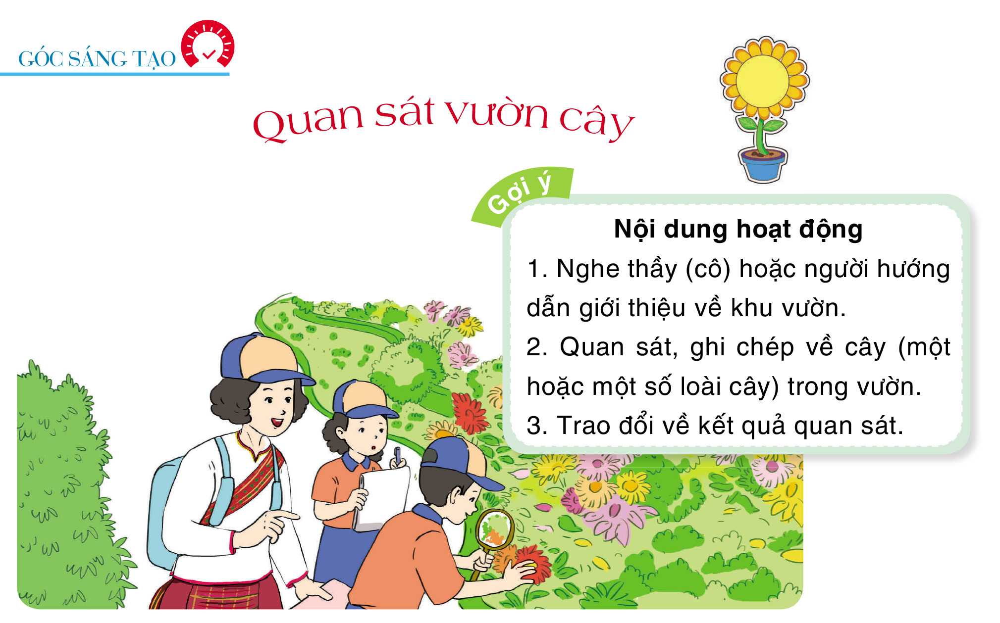 GÓC SÁNG TẠO
Quan sát vườn cây
Gợi ý
Nội dung hoạt động
1. Nghe thầy (cô) hoặc người hướng
dẫn giới thiệu về khu vườn.
2. Quan sát, ghi chép về cây (một
hoặc một số loài cây) trong vườn.
3. Trao đổi về kết quả quan sát.